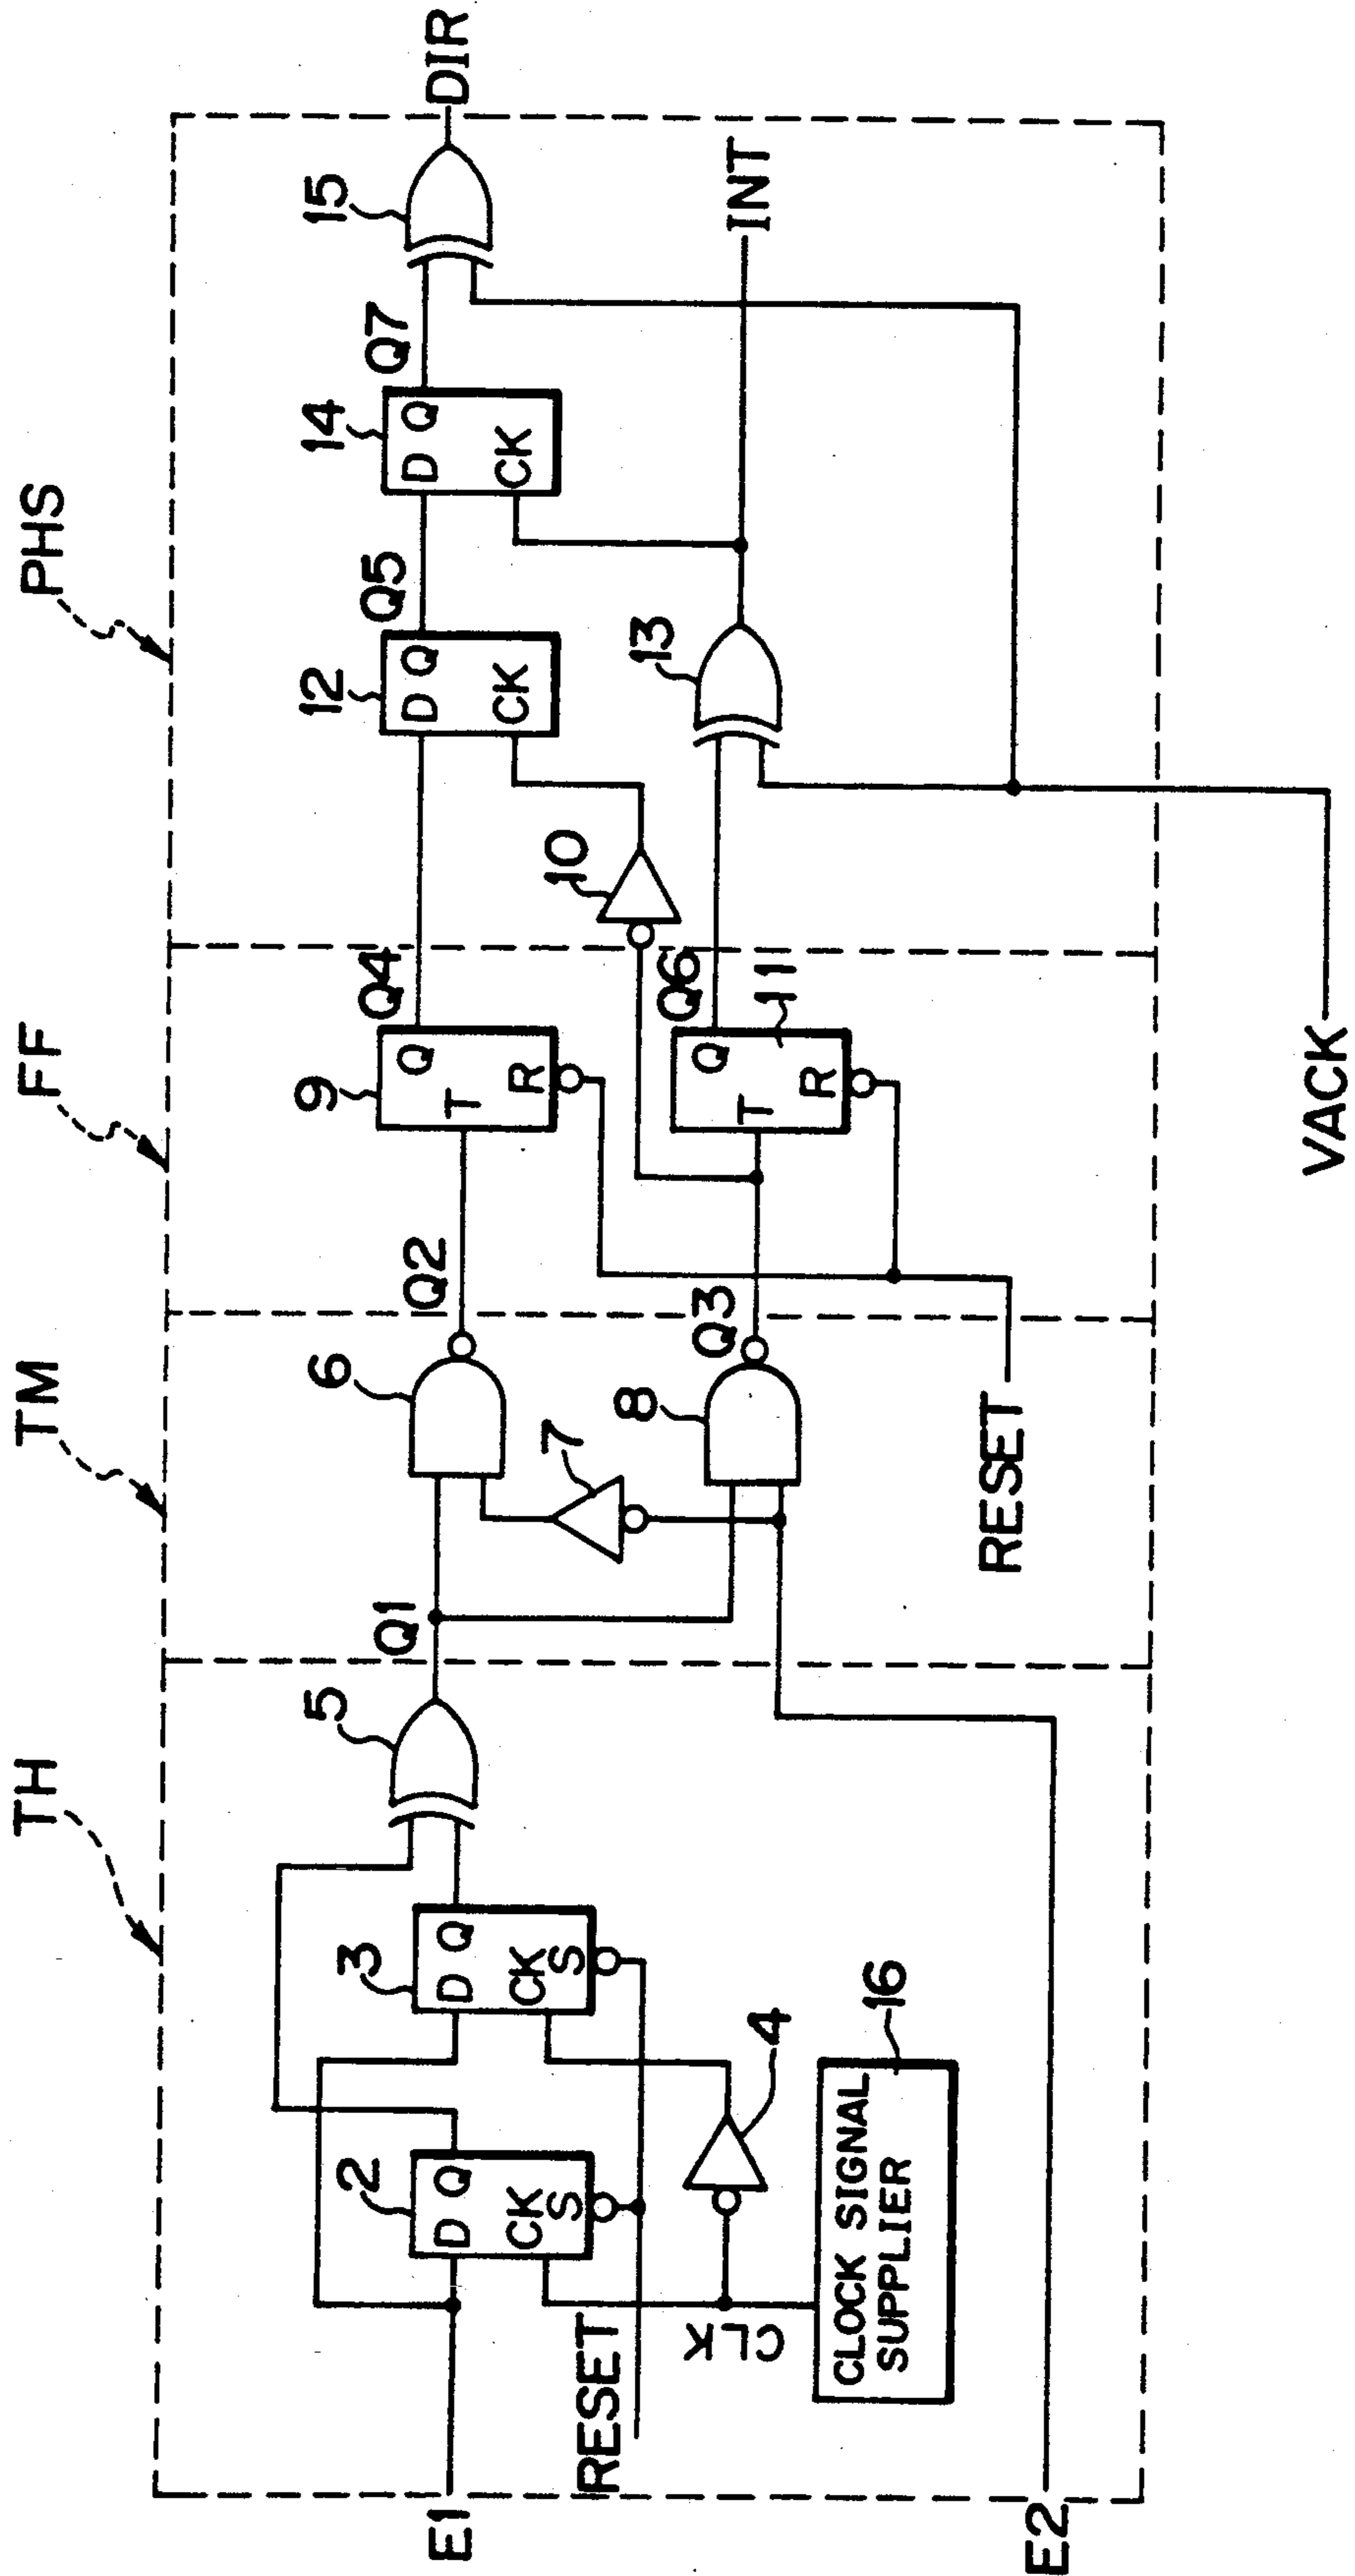 TH
TM
FF
PHS
E1
2
D Q
CK
S
3
D Q
CK
S
5
Q1
6
Q2
9
Q
T
R
Q4
12
D Q
CK
Q5
14
D Q
CK
Q7
15
DIR
RESET
CLK
4
7
8
Q3
10
Q6
11
Q
T
R
13
INT
CLOCK SIGNAL
SUPPLIER
16
RESET
E2
VACK